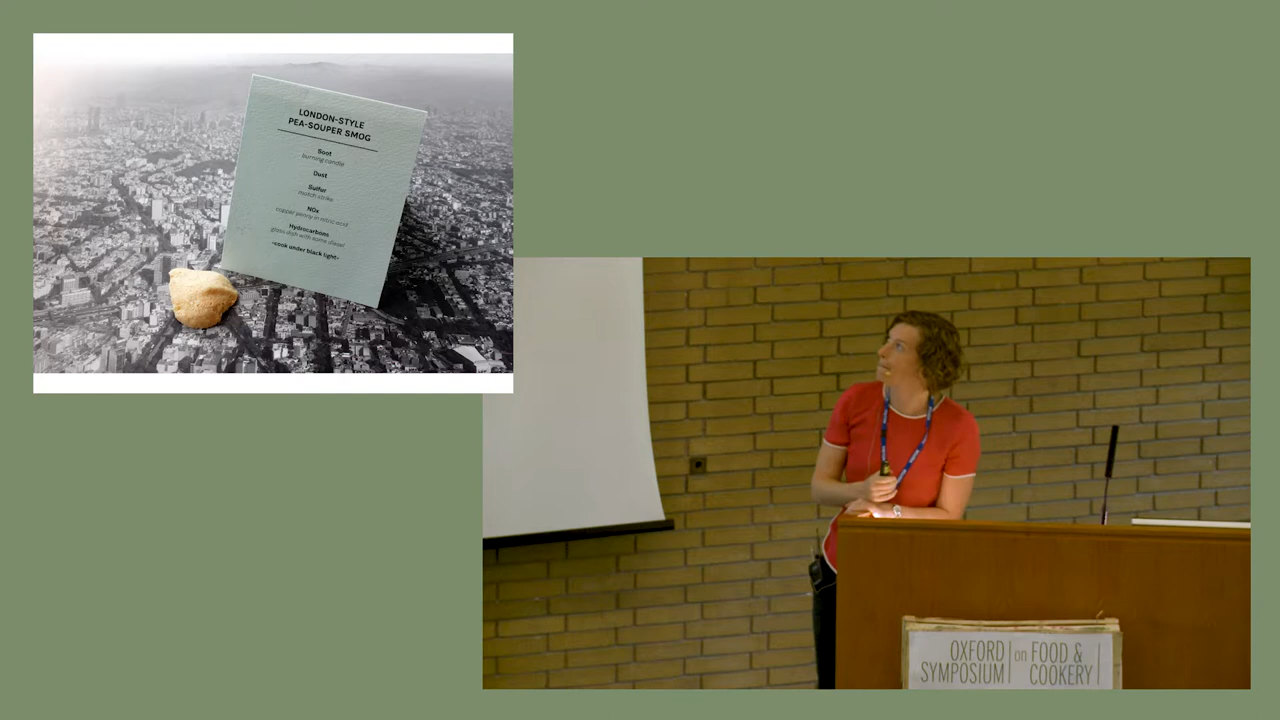 LONDON-STYLE
PEA-SOUPER SMOG
Soot
burning candle
Dust
Sulfur
match strike
NOx
copper penny in nitric acid
Hydrocarbons
glass dish with some diesel
-cook under black light-
OXFORD on FOOD &
SYMPOSIUM COOKERY